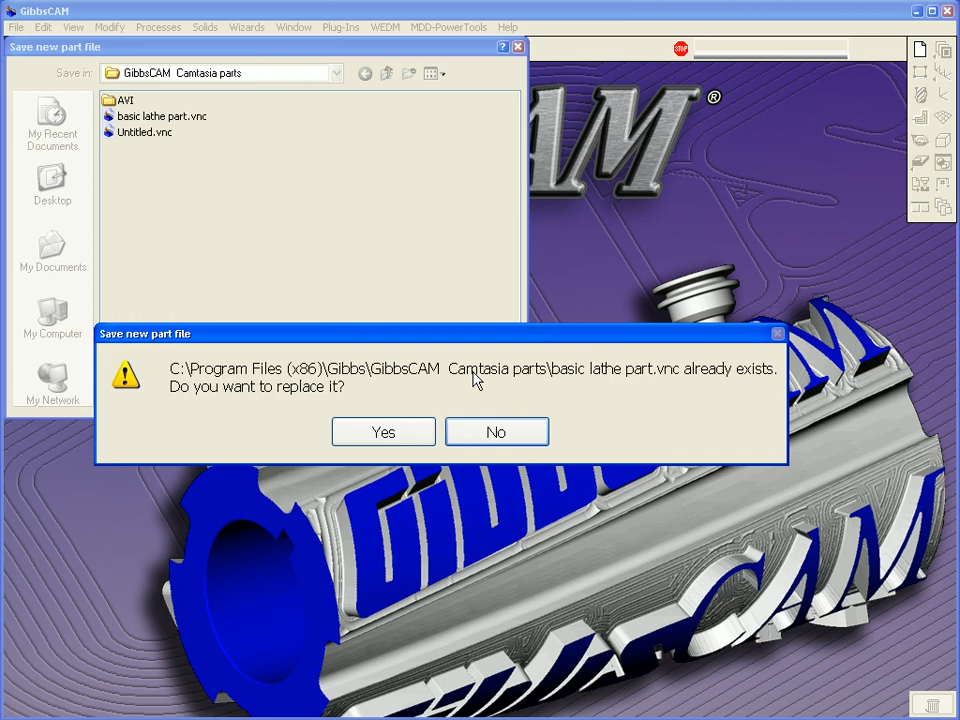 GibbsCAM
File Edit View Modify Processes Solids Wizards Window Plug-Ins WEDM MDD-PowerTools Help
Save new part file
STOP
Save in: GibbsCAM Camtasia parts
AM®
My Recent
Documents
Desktop
My Documents
My Computer
My Network
AVI
basic lathe part.vnc
Untitled.vnc
Save new part file
C:\Program Files (x86)\Gibbs\GibbsCAM  Camtasia parts\basic lathe part.vnc already exists.
Do you want to replace it?
Yes No